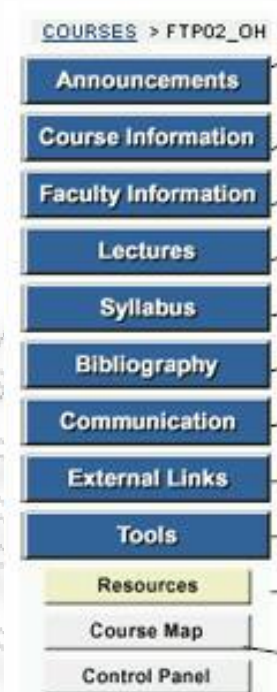 COURSES > FTP02_OH
Announcements
Course Information
Faculty Information
Lectures
Syllabus
Bibliography
Communication
External Links
Tools
Resources
Course Map
Control Panel